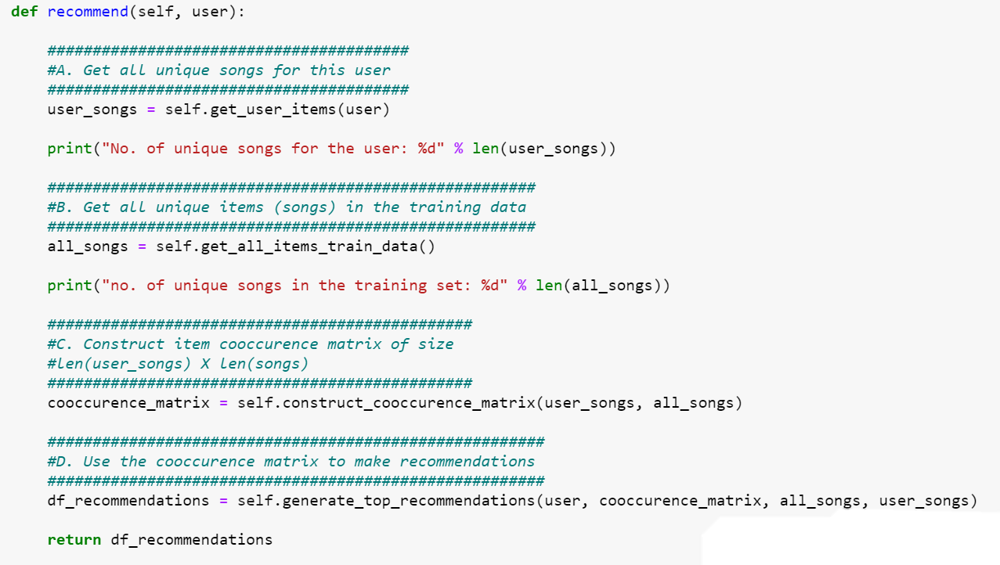 def recommend(self, user):
########################################
#A. Get all unique songs for this user
########################################
user_songs = self.get_user_items(user)
print("No. of unique songs for the user: %d" % len(user_songs))
######################################################
#B. Get all unique items (songs) in the training data
######################################################
all_songs = self.get_all_items_train_data()
print("no. of unique songs in the training set: %d" % len(all_songs))
###############################################
#C. Construct item cooccurence matrix of size
#len(user_songs) X len(songs)
###############################################
cooccurence_matrix = self.construct_cooccurence_matrix(user_songs, all_songs)
#######################################################
#D. Use the cooccurence matrix to make recommendations
#######################################################
df_recommendations = self.generate_top_recommendations(user, cooccurence_matrix, all_songs, user_songs)
return df_recommendations